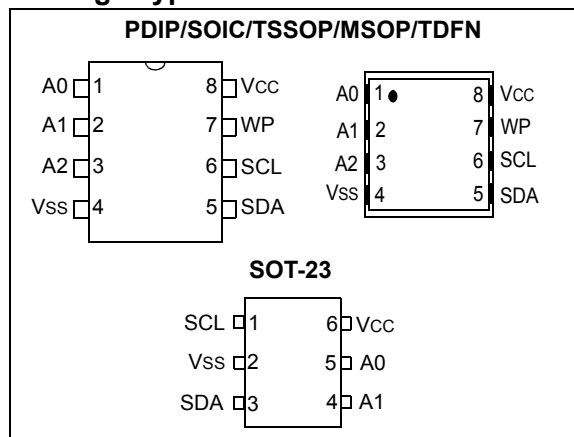 PDIP/SOIC/TSSOP/MSOP/TDFN
A0 1 8 VCC
A1 2 7 WP
A2 3 6 SCL
VSS 4 5 SDA
A0 1 8 VCC
A1 2 7 WP
A2 3 6 SCL
VSS 4 5 SDA
SOT-23
SCL 1 6 VCC
VSS 2 5 A0
SDA 3 4 A1